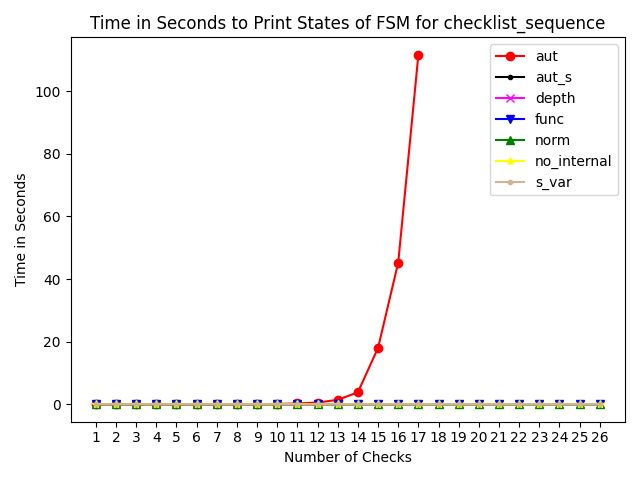 Time in Seconds to Print States of FSM for checklist_sequence
aut
aut_s
depth
func
norm
no_internal
s_var
100
80
60
40
20
0
Time in Seconds
1 2 3 4 5 6 7 8 9 10 11 12 13 14 15 16 17 18 19 20 21 22 23 24 25 26
Number of Checks